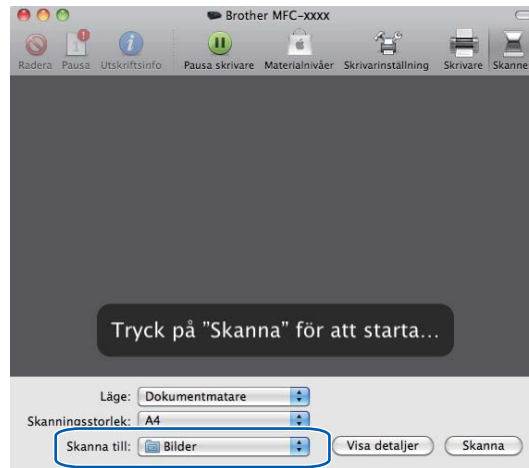 Brother MFC-xxxx
Radera Pausa Utskriftsinfo Pausa skrivare Materialnivåer Skrivarinställning Skrivare Skanne
Tryck på ”Skanna” för att starta...
Läge: Dokumentmatare
Skanningsstorlek: A4
Skanna till: Bilder Visa detaljer Skanna